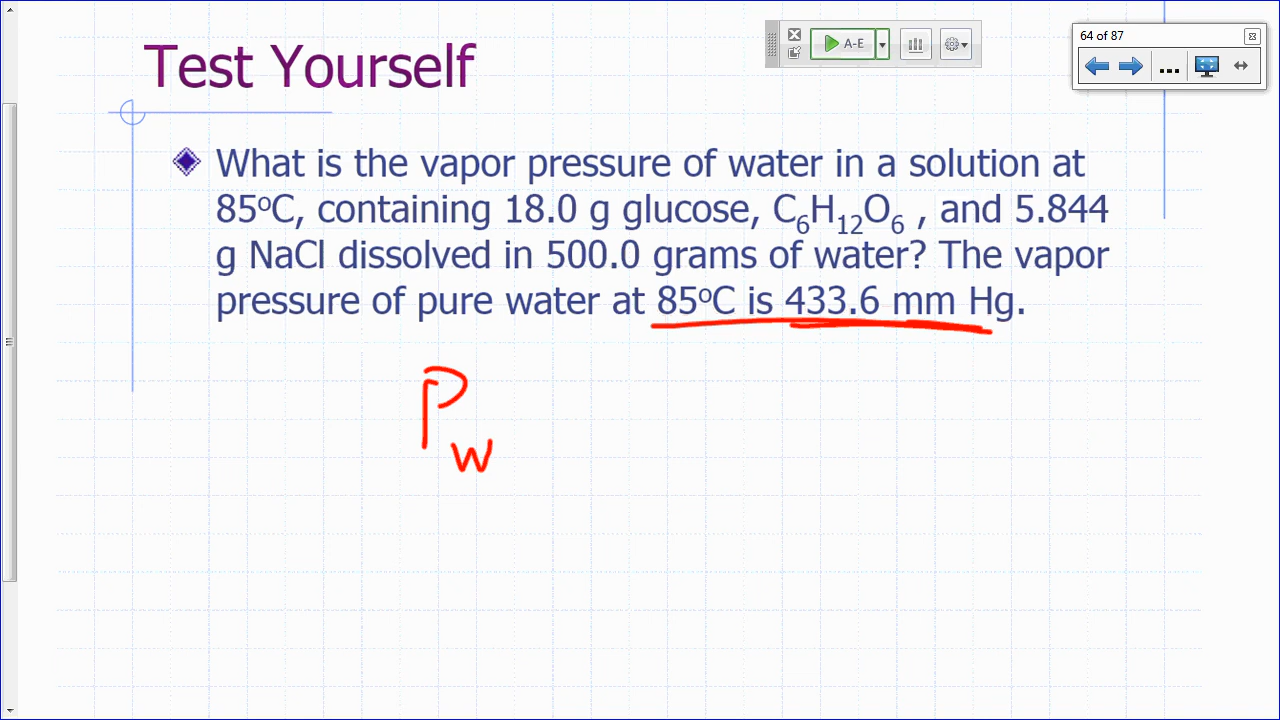 Test Yourself
A-E
64 of 87
...
What is the vapor pressure of water in a solution at
85ºC, containing 18.0 g glucose, C₆H₁₂O₆ , and 5.844
g NaCl dissolved in 500.0 grams of water? The vapor
pressure of pure water at 85ºC is 433.6 mm Hg.
P
w